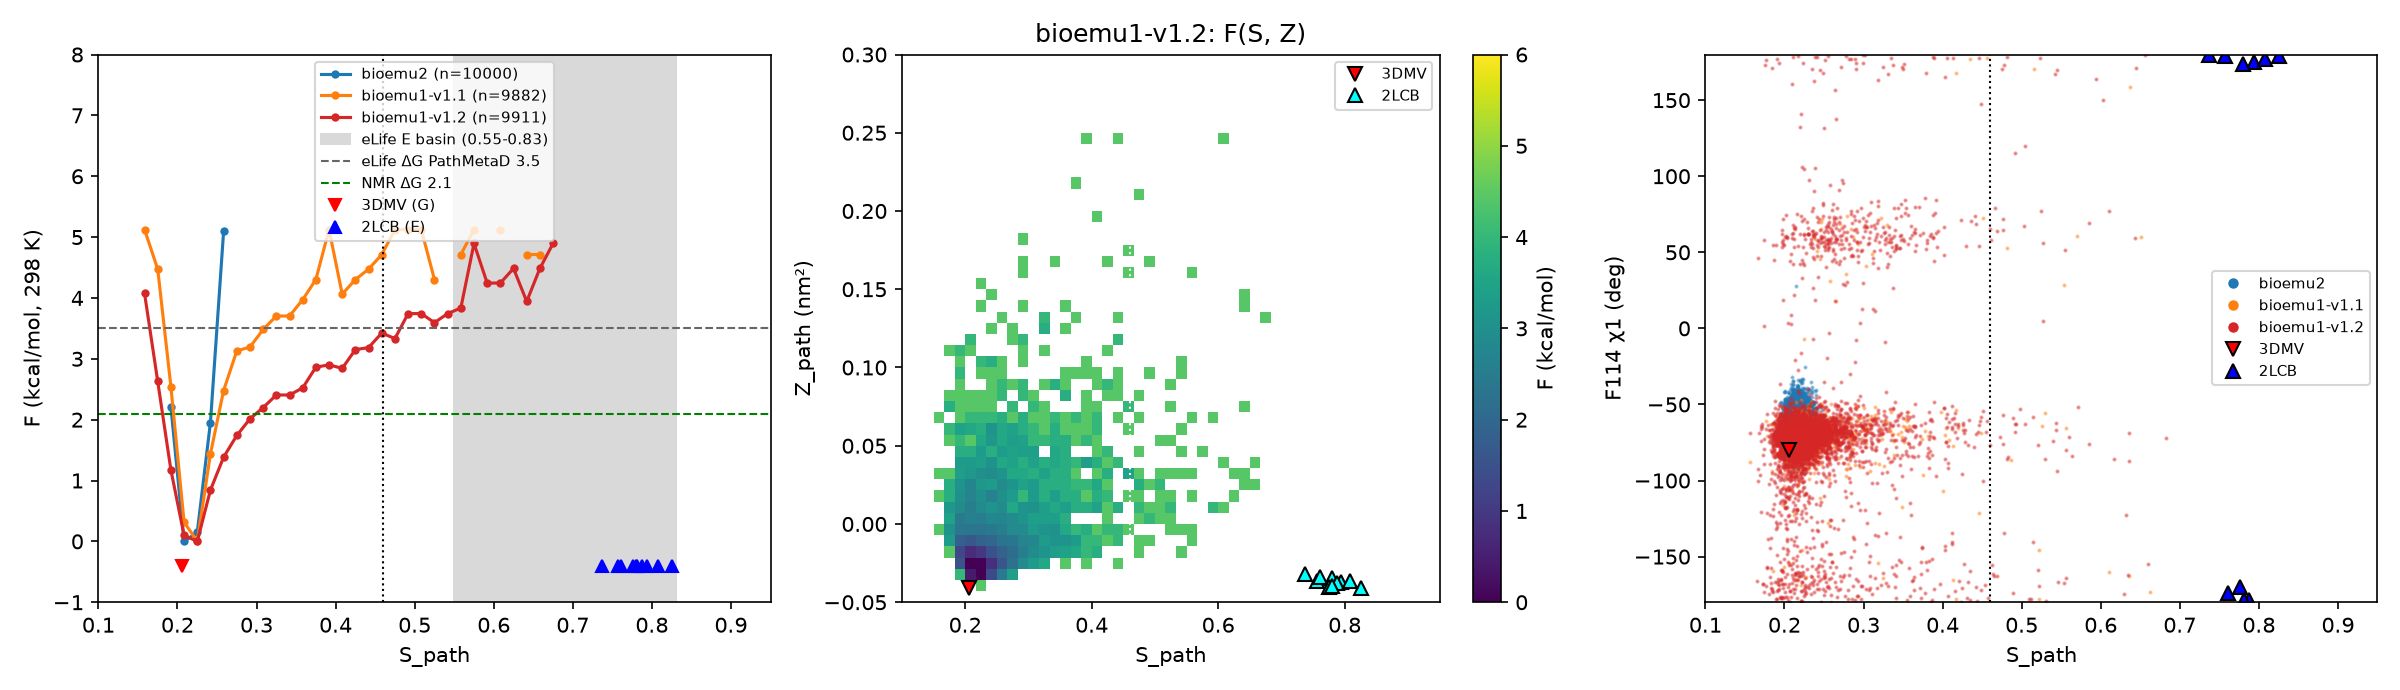 bioemu1-v1.2: F(S, Z)
8
7
6
5
4
3
2
1
0
−1
F (kcal/mol, 298 K)
bioemu2 (n=10000)
bioemu1-v1.1 (n=9882)
bioemu1-v1.2 (n=9911)
eLife E basin (0.55-0.83)
eLife ΔG PathMetaD 3.5
NMR ΔG 2.1
3DMV (G)
2LCB (E)
0.1 0.2 0.3 0.4 0.5 0.6 0.7 0.8 0.9
S_path
0.30
0.25
0.20
0.15
0.10
0.05
0.00
−0.05
Z_path (nm²)
3DMV
2LCB
0.2 0.4 0.6 0.8
S_path
6
5
4
3
2
1
0
F (kcal/mol)
150
100
50
0
−50
−100
−150
F114 χ1 (deg)
bioemu2
bioemu1-v1.1
bioemu1-v1.2
3DMV
2LCB
0.1 0.2 0.3 0.4 0.5 0.6 0.7 0.8 0.9
S_path